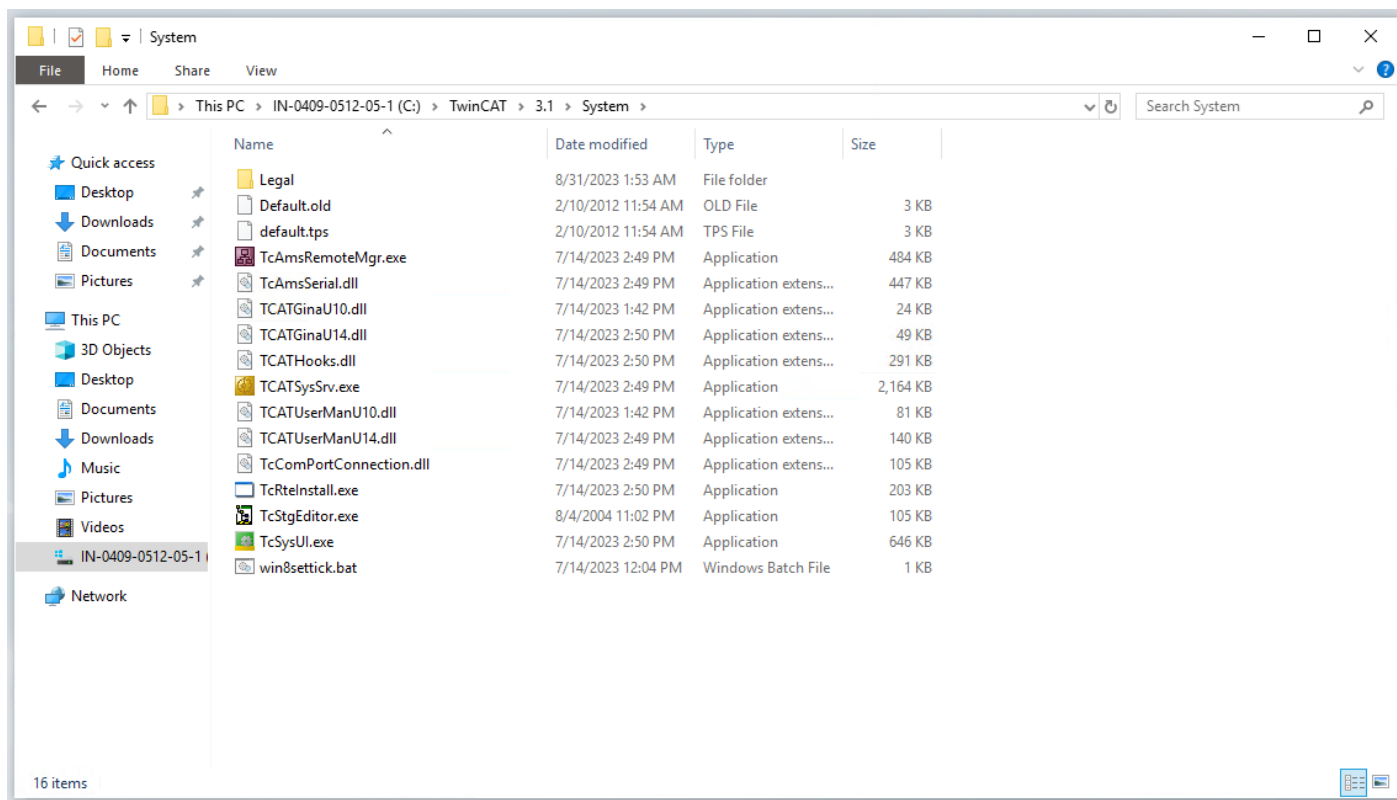 System
File Home Share View
This PC > IN-0409-0512-05-1 (C:) > TwinCAT > 3.1 > System >
Search System
Quick access
Desktop
Downloads
Documents
Pictures
This PC
3D Objects
Desktop
Documents
Downloads
Music
Pictures
Videos
IN-0409-0512-05-1 (
Network
Name Date modified Type Size
Legal 8/31/2023 1:53 AM File folder
Default.old 2/10/2012 11:54 AM OLD File 3 KB
default.tps 2/10/2012 11:54 AM TPS File 3 KB
TcAmsRemoteMgr.exe 7/14/2023 2:49 PM Application 484 KB
TcAmsSerial.dll 7/14/2023 2:49 PM Application extens... 447 KB
TCATGinaU10.dll 7/14/2023 1:42 PM Application extens... 24 KB
TCATGinaU14.dll 7/14/2023 2:50 PM Application extens... 49 KB
TCATHooks.dll 7/14/2023 2:50 PM Application extens... 291 KB
TCATSysSrv.exe 7/14/2023 2:49 PM Application 2,164 KB
TCATUserManU10.dll 7/14/2023 1:42 PM Application extens... 81 KB
TCATUserManU14.dll 7/14/2023 2:49 PM Application extens... 140 KB
TcComPortConnection.dll 7/14/2023 2:49 PM Application extens... 105 KB
TcRteInstall.exe 7/14/2023 2:50 PM Application 203 KB
TcStgEditor.exe 8/4/2004 11:02 PM Application 105 KB
TcSysUI.exe 7/14/2023 2:50 PM Application 646 KB
win8settick.bat 7/14/2023 12:04 PM Windows Batch File 1 KB
16 items